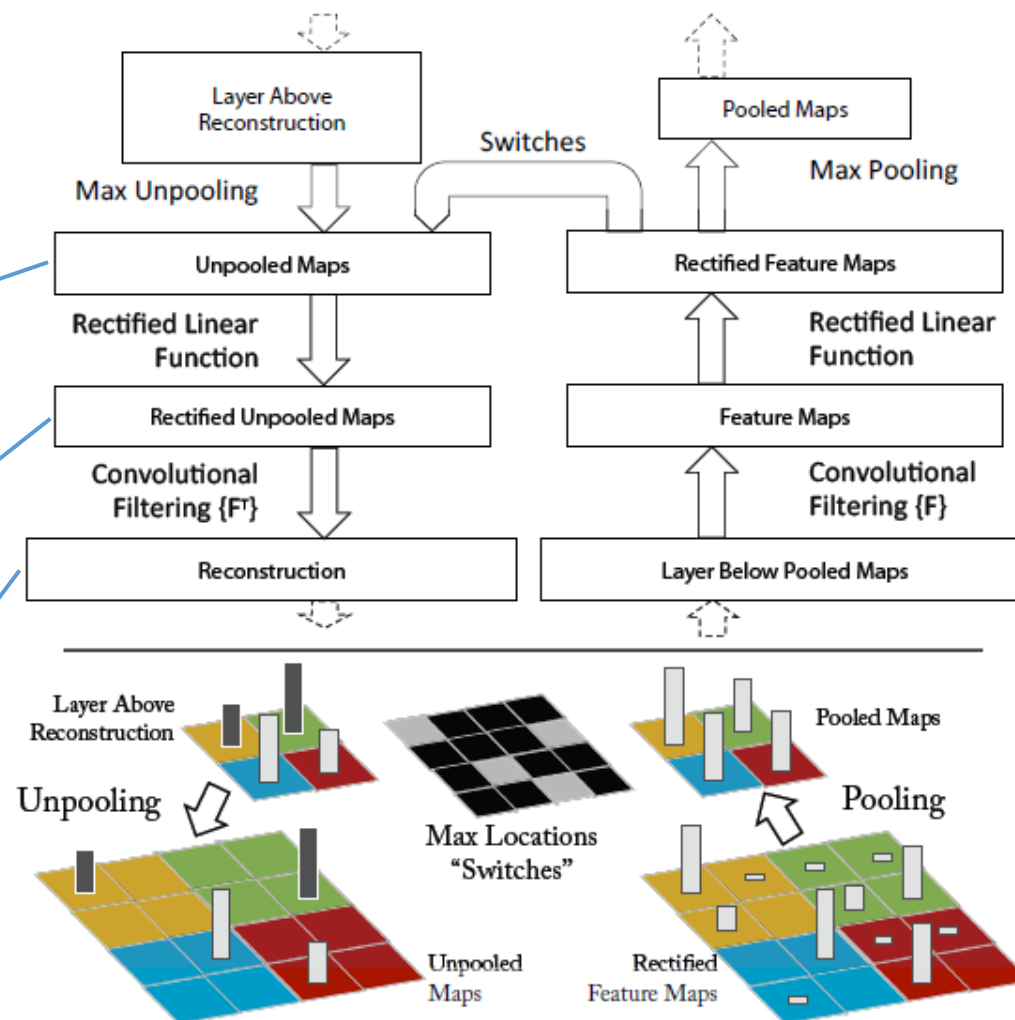 Layer Above
Reconstruction
Pooled Maps
Switches
Max Unpooling
Max Pooling
Unpooled Maps
Rectified Feature Maps
Rectified Linear
Function
Rectified Linear
Function
Rectified Unpooled Maps
Feature Maps
Convolutional
Filtering {Fᵀ}
Convolutional
Filtering {F}
Reconstruction
Layer Below Pooled Maps
Layer Above
Reconstruction
Pooled Maps
Unpooling
Pooling
Max Locations
“Switches”
Unpooled
Maps
Rectified
Feature Maps